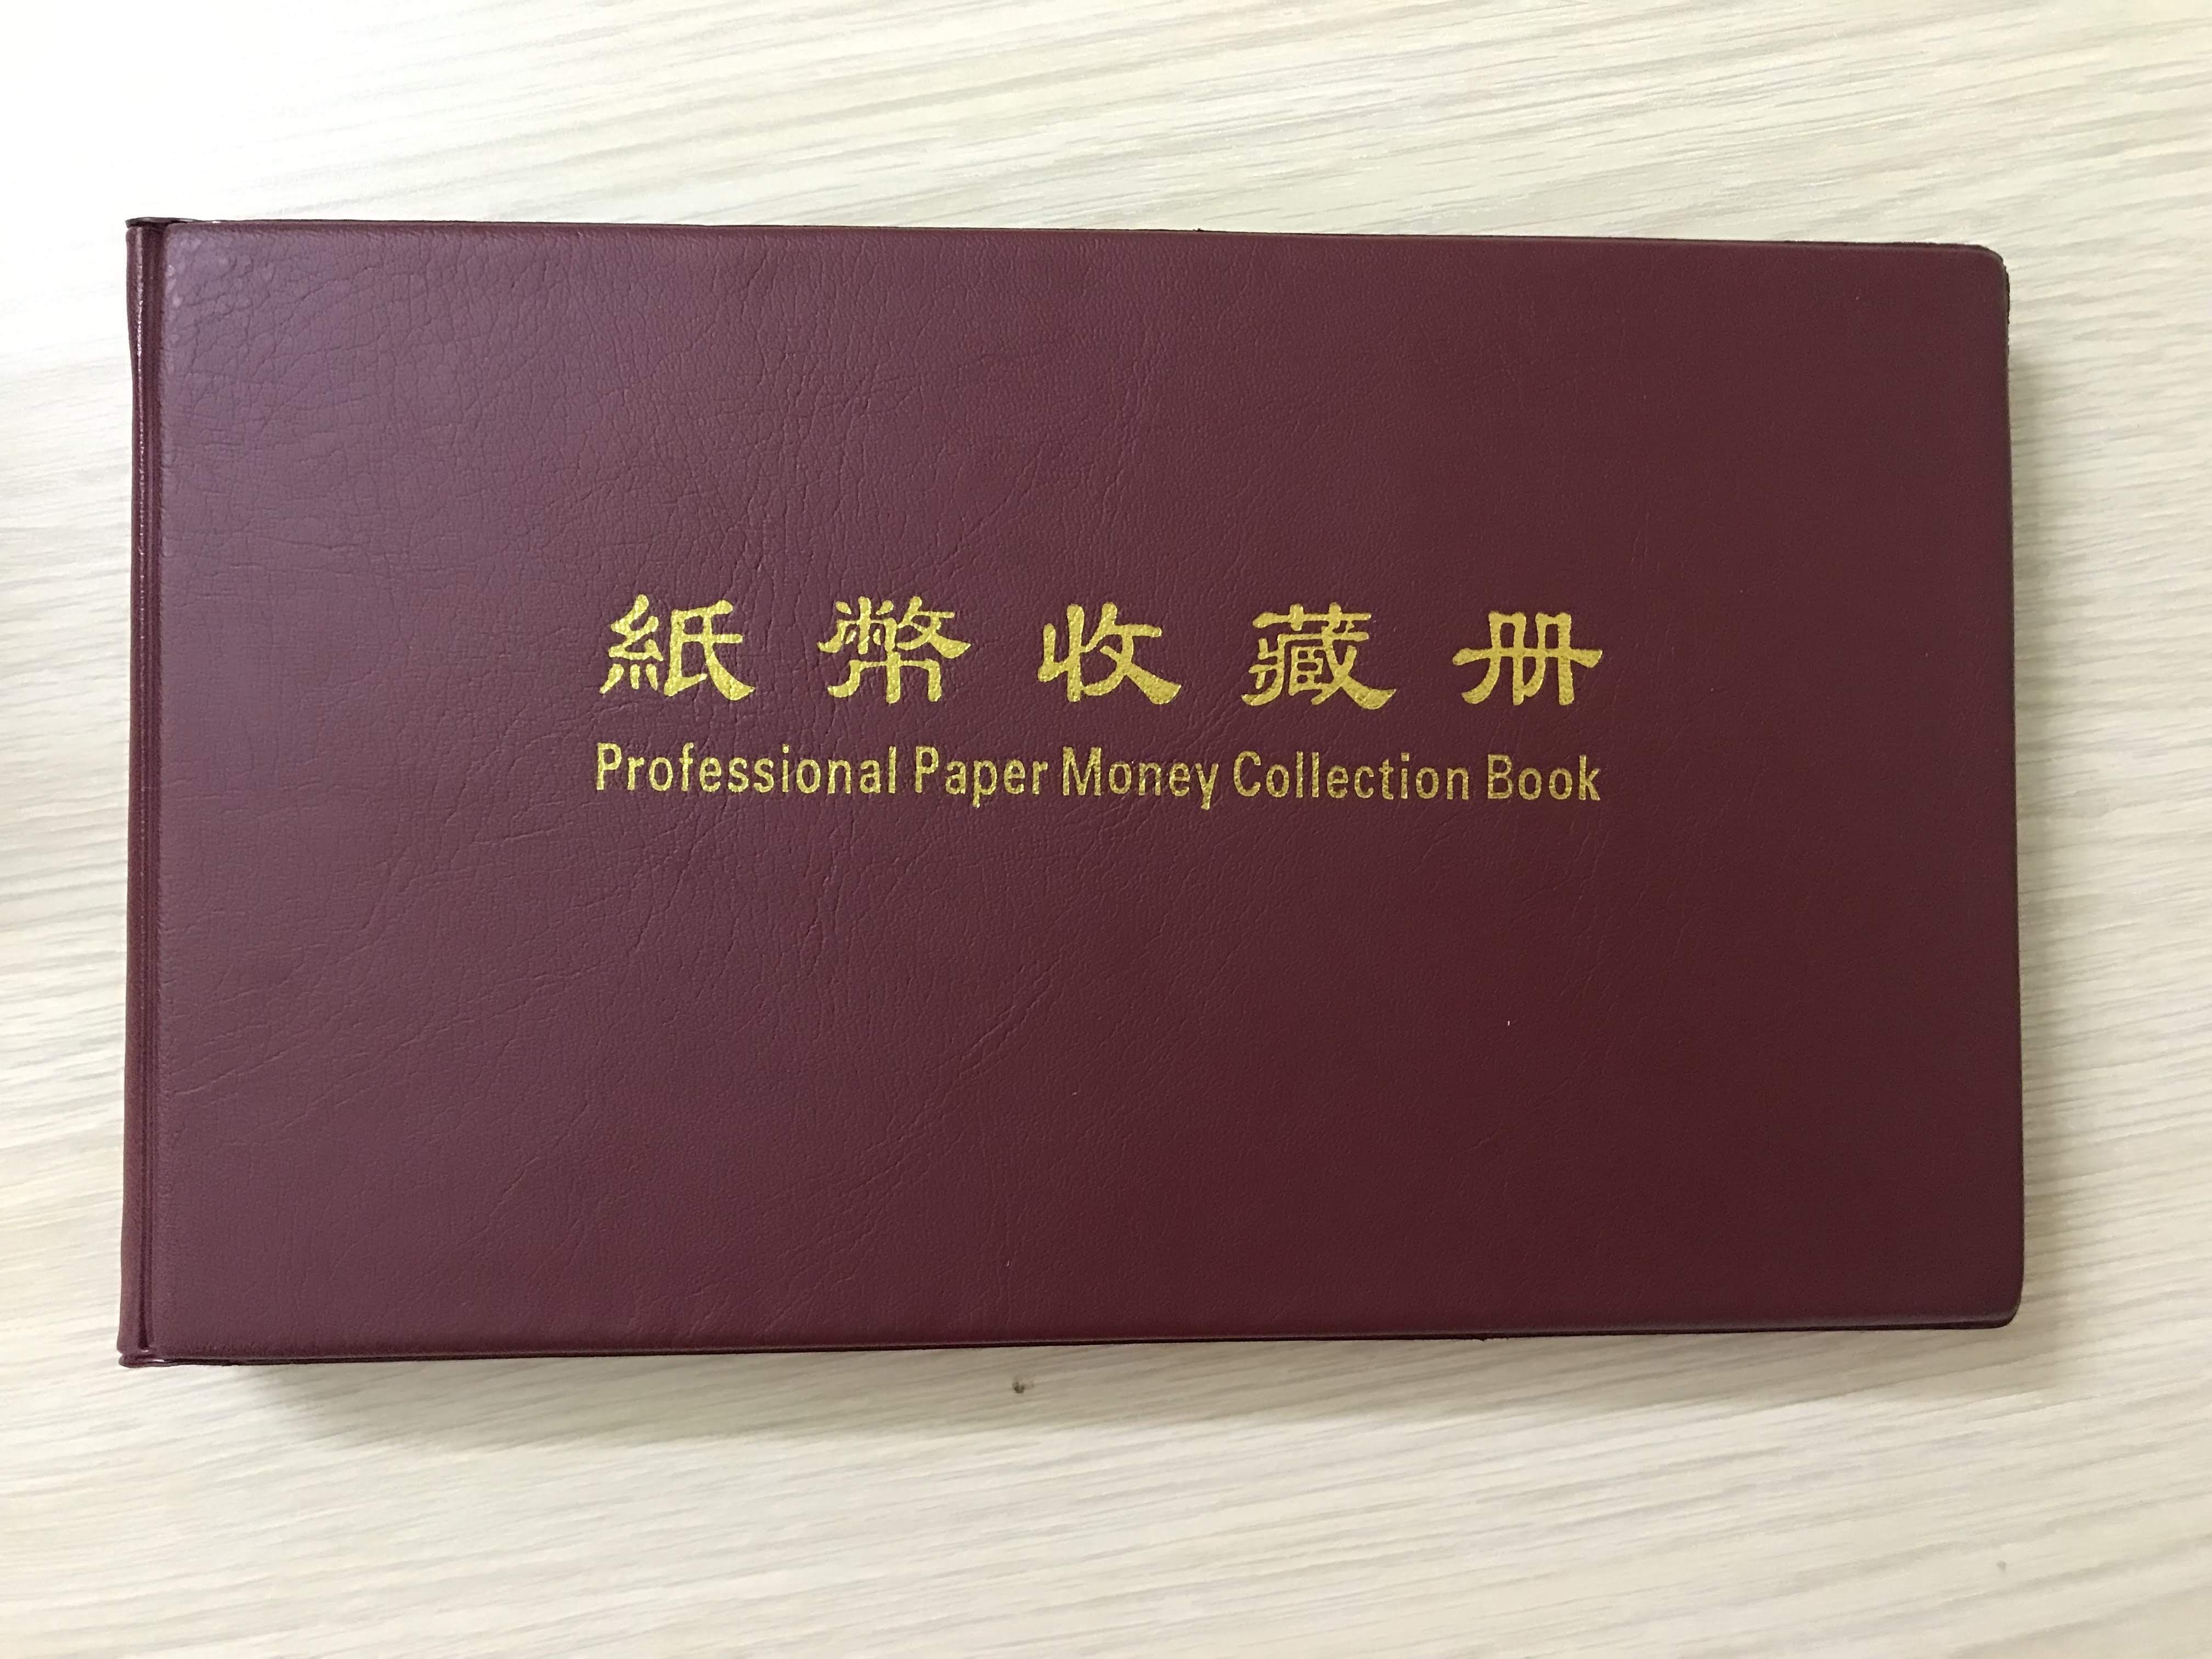 紙幣收藏册
Professional Paper Money Collection Book